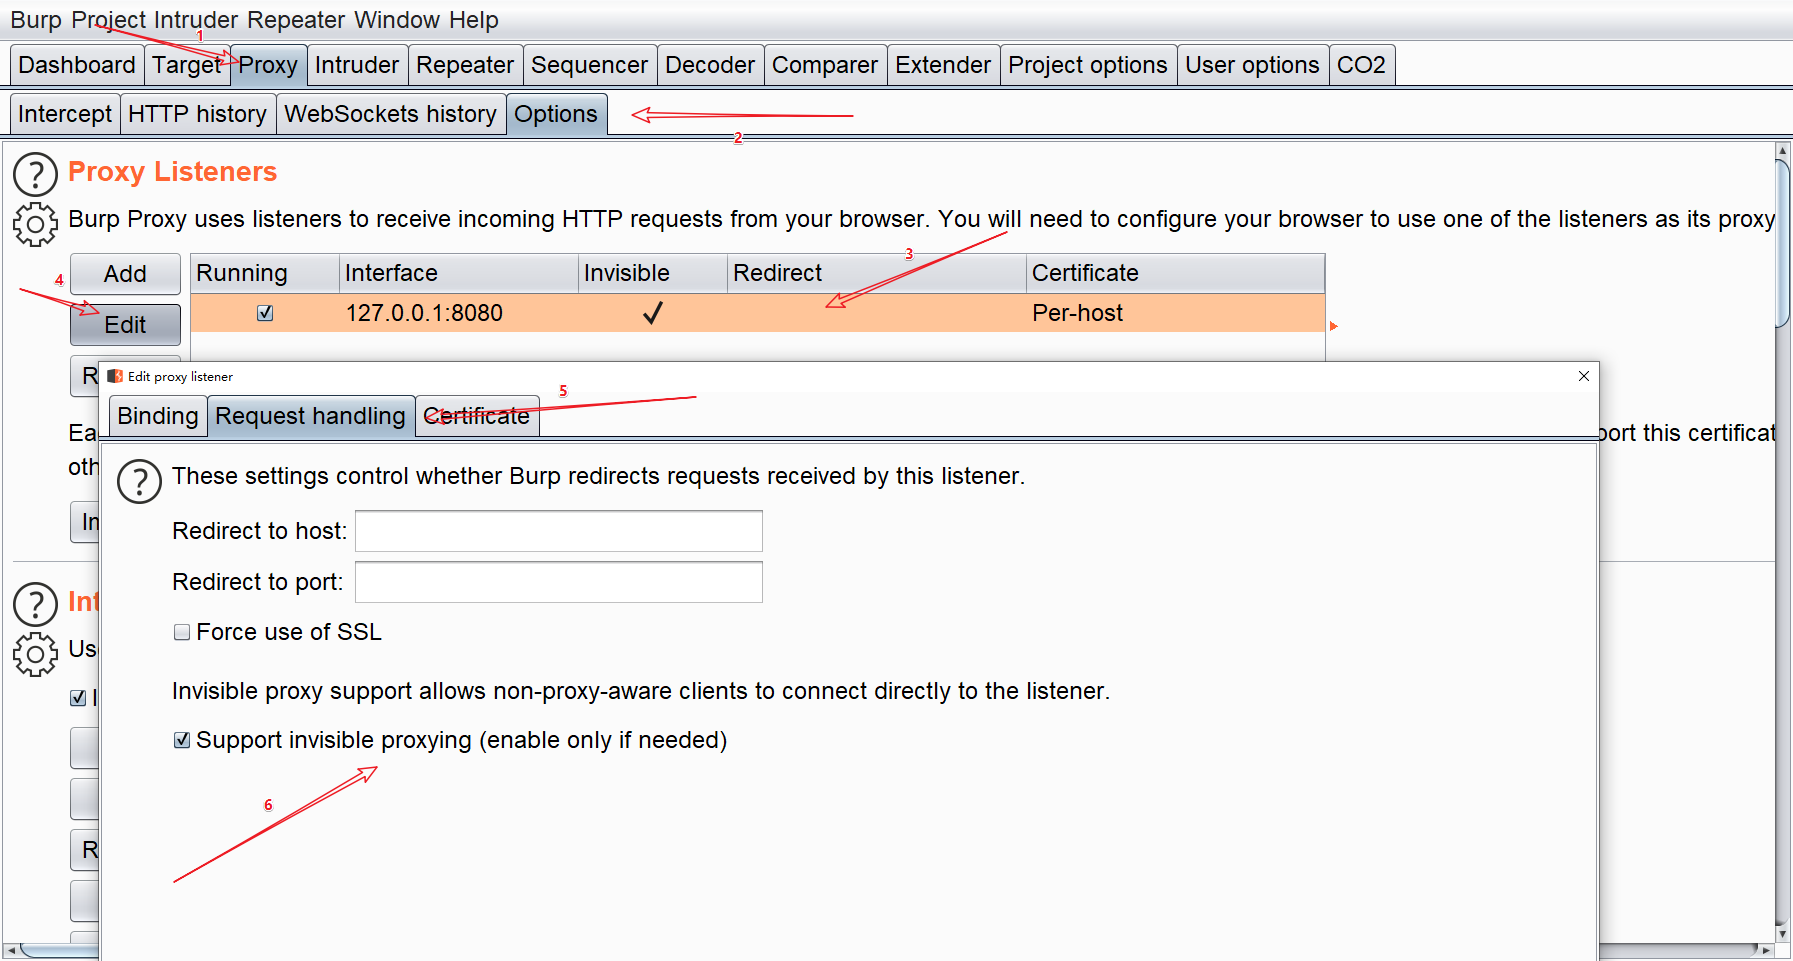 Burp Project Intruder Repeater Window Help
1
Dashboard Target Proxy Intruder Repeater Sequencer Decoder Comparer Extender Project options User options CO2
Intercept HTTP history WebSockets history Options
2
Proxy Listeners
Burp Proxy uses listeners to receive incoming HTTP requests from your browser. You will need to configure your browser to use one of the listeners as its proxy
3
4
Add Running Interface Invisible Redirect Certificate
Edit 127.0.0.1:8080 Per-host
R
Edit proxy listener
5
Binding Request handling Certificate
Ea
port this certificat
oth
These settings control whether Burp redirects requests received by this listener.
Redirect to host:
Redirect to port:
Force use of SSL
Int
Use
Invisible proxy support allows non-proxy-aware clients to connect directly to the listener.
Support invisible proxying (enable only if needed)
6
R